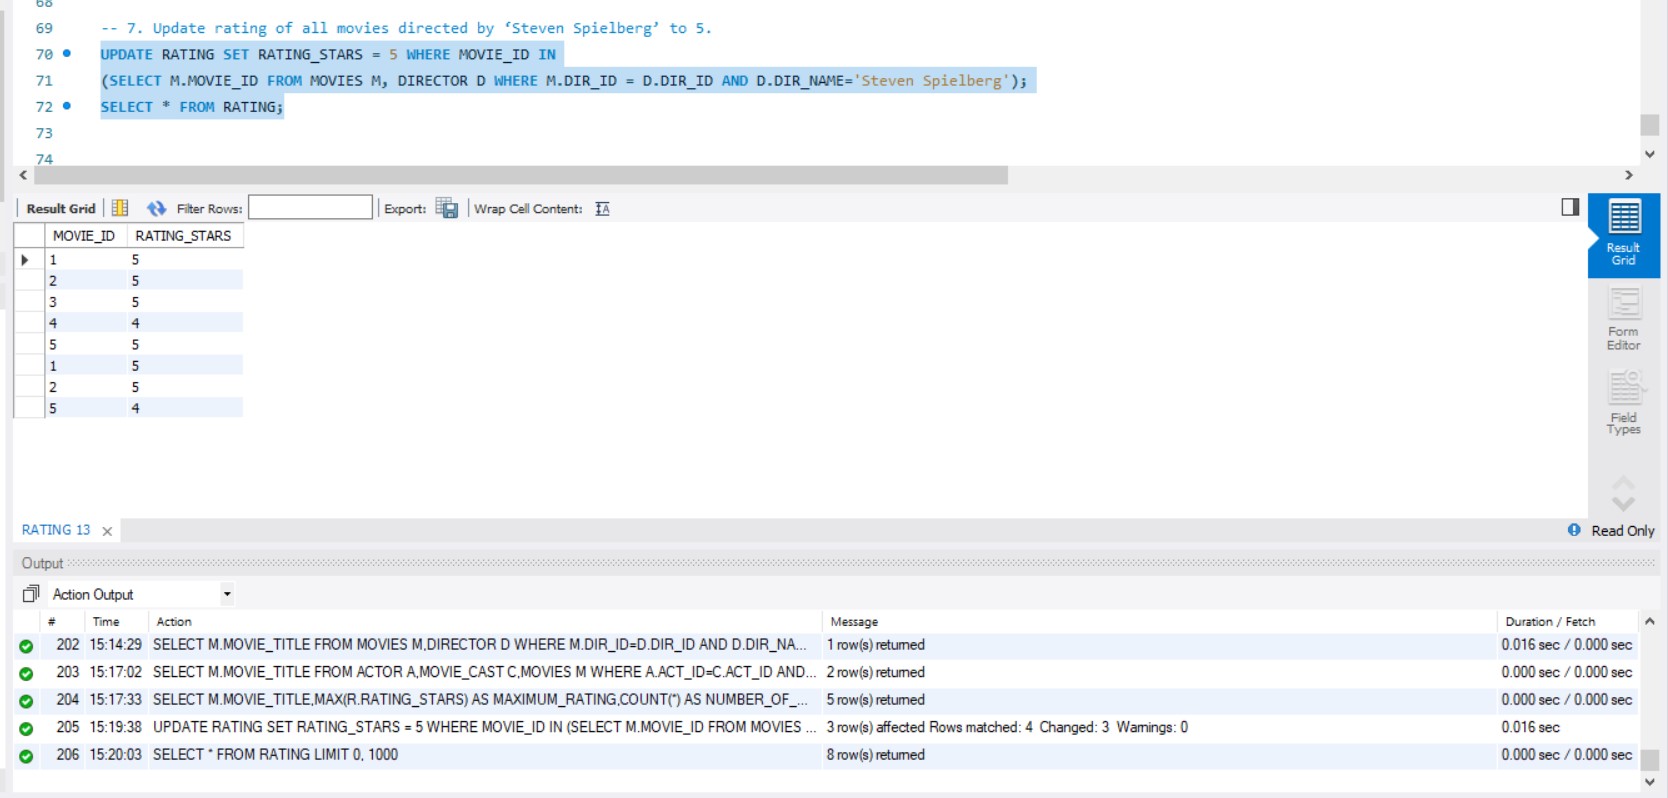 68
69 -- 7. Update rating of all movies directed by ‘Steven Spielberg’ to 5.
70 UPDATE RATING SET RATING_STARS = 5 WHERE MOVIE_ID IN
71 (SELECT M.MOVIE_ID FROM MOVIES M, DIRECTOR D WHERE M.DIR_ID = D.DIR_ID AND D.DIR_NAME='Steven Spielberg');
72 SELECT * FROM RATING;
73
74
Result Grid Filter Rows: Export: Wrap Cell Content: IA
MOVIE_ID RATING_STARS
1 5
2 5
3 5
4 4
5 5
1 5
2 5
5 4
Result
Grid
Form
Editor
Field
Types
RATING 13 Read Only
Output
Action Output
# Time Action Message Duration / Fetch
202 15:14:29 SELECT M.MOVIE_TITLE FROM MOVIES M,DIRECTOR D WHERE M.DIR_ID=D.DIR_ID AND D.DIR_NA... 1 row(s) returned 0.016 sec / 0.000 sec
203 15:17:02 SELECT M.MOVIE_TITLE FROM ACTOR A,MOVIE_CAST C,MOVIES M WHERE A.ACT_ID=C.ACT_ID AND... 2 row(s) returned 0.000 sec / 0.000 sec
204 15:17:33 SELECT M.MOVIE_TITLE,MAX(R.RATING_STARS) AS MAXIMUM_RATING,COUNT(*) AS NUMBER_OF_... 5 row(s) returned 0.000 sec / 0.000 sec
205 15:19:38 UPDATE RATING SET RATING_STARS = 5 WHERE MOVIE_ID IN (SELECT M.MOVIE_ID FROM MOVIES ... 3 row(s) affected Rows matched: 4 Changed: 3 Warnings: 0 0.016 sec
206 15:20:03 SELECT * FROM RATING LIMIT 0, 1000 8 row(s) returned 0.000 sec / 0.000 sec